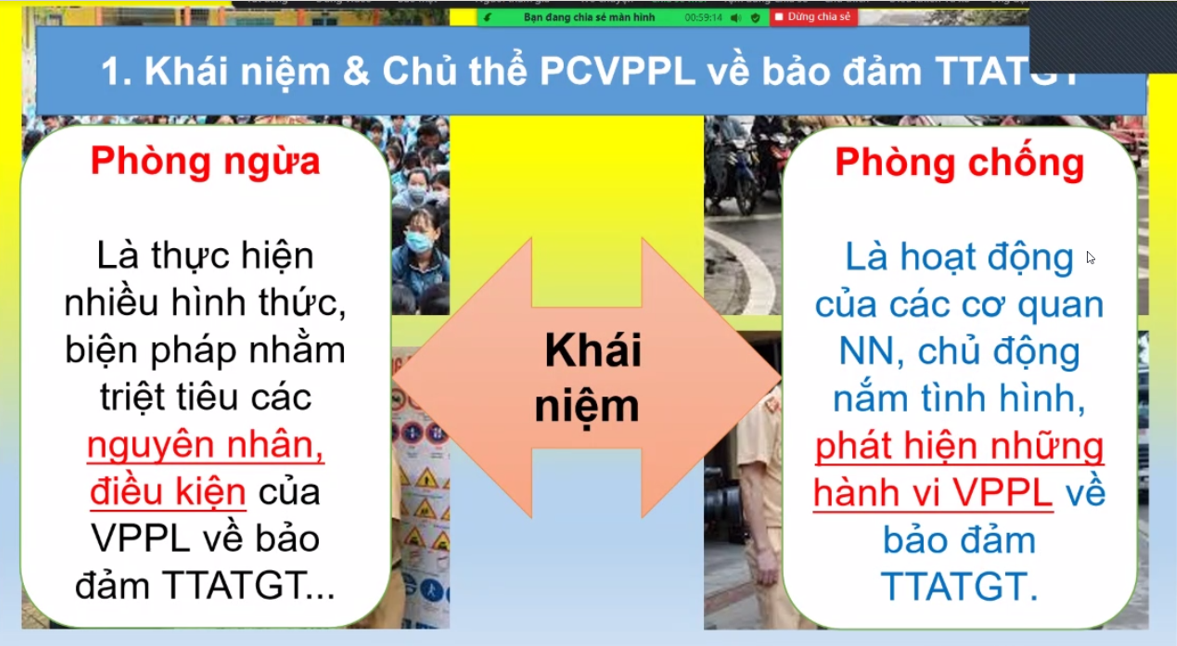 Bạn đang chia sẻ màn hình
00:59:14
Dừng chia sẻ
1. Khái niệm & Chủ thể PCVPPL về bảo đảm TTATGT
Phòng ngừa
Là thực hiện
nhiều hình thức,
biện pháp nhằm
triệt tiêu các
nguyên nhân,
điều kiện của
VPPL về bảo
đảm TTATGT...
Khái
niệm
Phòng chống
Là hoạt động
của các cơ quan
NN, chủ động
nắm tình hình,
phát hiện những
hành vi VPPL về
bảo đảm
TTATGT.